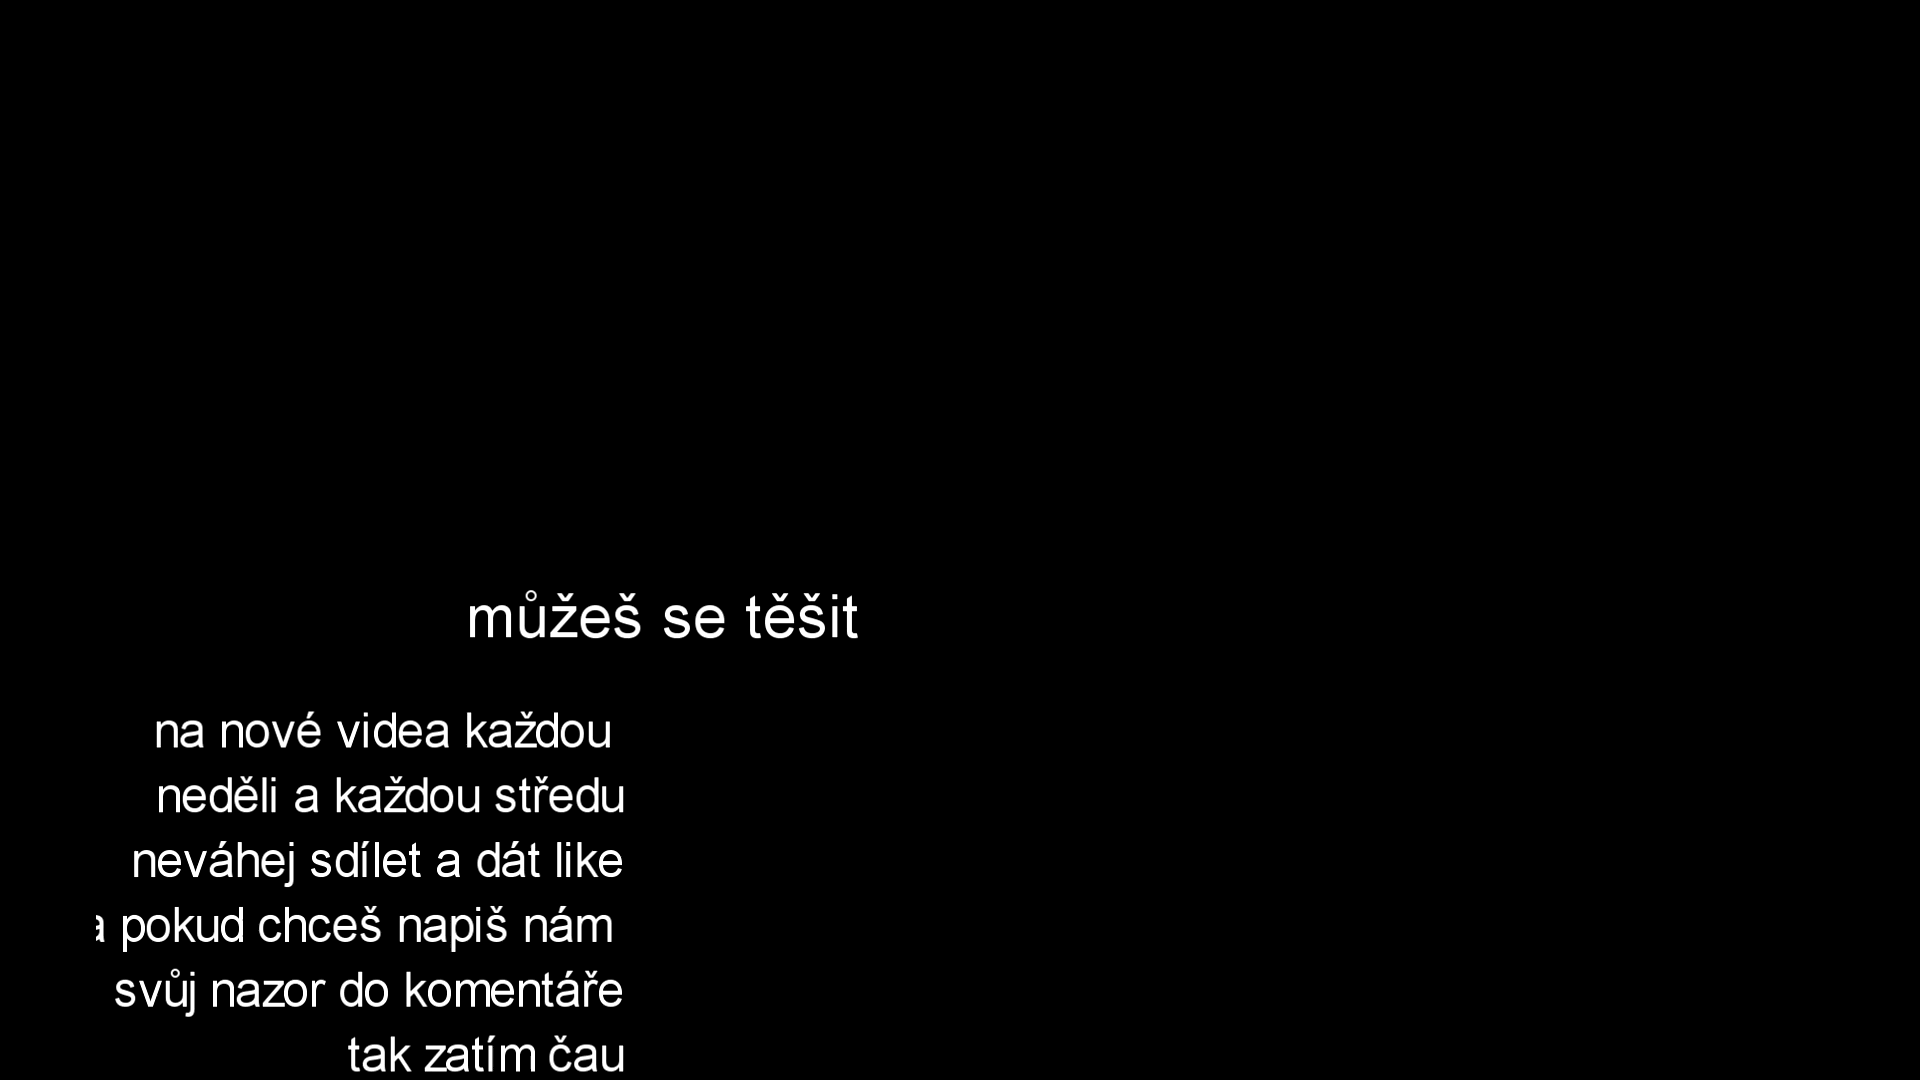 můžeš se těšit
na nové videa každou
neděli a každou středu
neváhej sdílet a dát like
a pokud chceš napiš nám
svůj nazor do komentáře
tak zatím čau